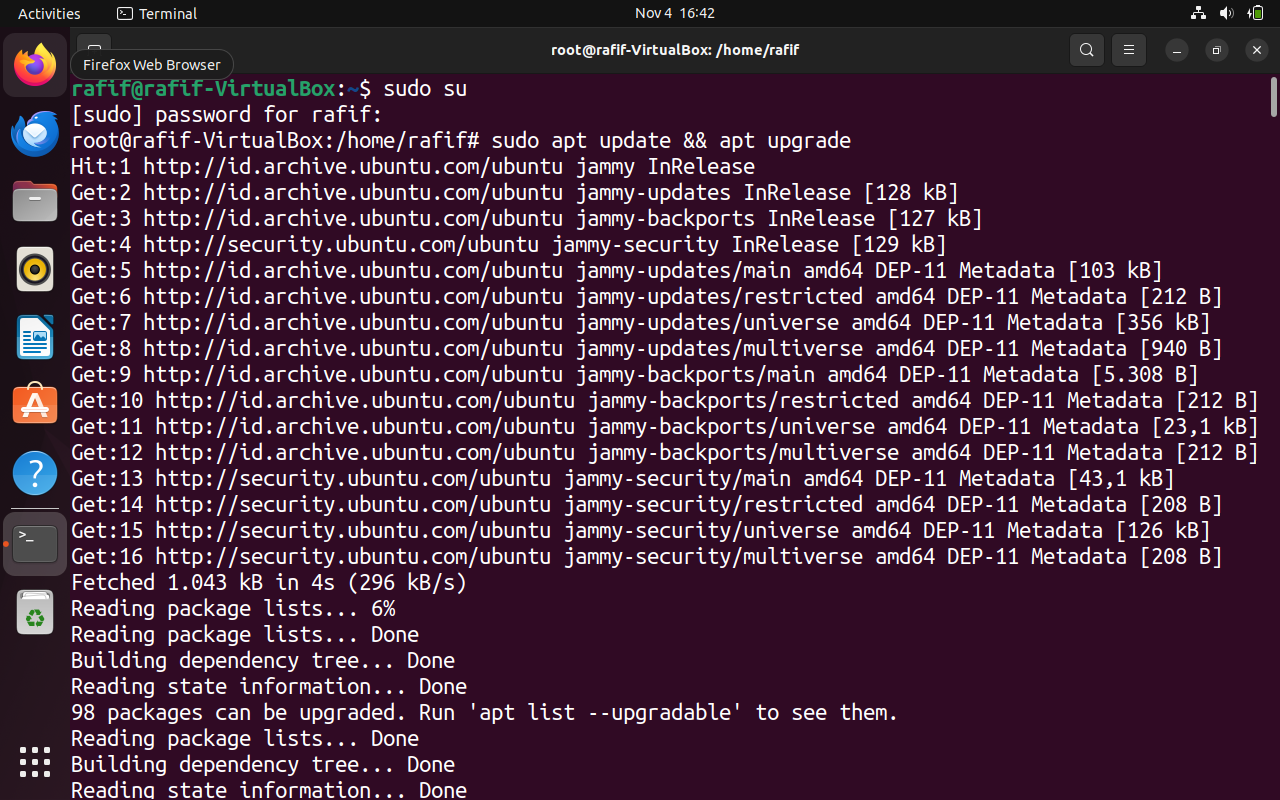 Activities
Terminal
Nov 4 16:42
root@rafif-VirtualBox: /home/rafif
Firefox Web Browser
rafif@rafif-VirtualBox:~$ sudo su
[sudo] password for rafif:
root@rafif-VirtualBox:/home/rafif# sudo apt update && apt upgrade
Hit:1 http://id.archive.ubuntu.com/ubuntu jammy InRelease
Get:2 http://id.archive.ubuntu.com/ubuntu jammy-updates InRelease [128 kB]
Get:3 http://id.archive.ubuntu.com/ubuntu jammy-backports InRelease [127 kB]
Get:4 http://security.ubuntu.com/ubuntu jammy-security InRelease [129 kB]
Get:5 http://id.archive.ubuntu.com/ubuntu jammy-updates/main amd64 DEP-11 Metadata [103 kB]
Get:6 http://id.archive.ubuntu.com/ubuntu jammy-updates/restricted amd64 DEP-11 Metadata [212 B]
Get:7 http://id.archive.ubuntu.com/ubuntu jammy-updates/universe amd64 DEP-11 Metadata [356 kB]
Get:8 http://id.archive.ubuntu.com/ubuntu jammy-updates/multiverse amd64 DEP-11 Metadata [940 B]
Get:9 http://id.archive.ubuntu.com/ubuntu jammy-backports/main amd64 DEP-11 Metadata [5.308 B]
Get:10 http://id.archive.ubuntu.com/ubuntu jammy-backports/restricted amd64 DEP-11 Metadata [212 B]
Get:11 http://id.archive.ubuntu.com/ubuntu jammy-backports/universe amd64 DEP-11 Metadata [23,1 kB]
Get:12 http://id.archive.ubuntu.com/ubuntu jammy-backports/multiverse amd64 DEP-11 Metadata [212 B]
Get:13 http://security.ubuntu.com/ubuntu jammy-security/main amd64 DEP-11 Metadata [43,1 kB]
Get:14 http://security.ubuntu.com/ubuntu jammy-security/restricted amd64 DEP-11 Metadata [208 B]
Get:15 http://security.ubuntu.com/ubuntu jammy-security/universe amd64 DEP-11 Metadata [126 kB]
Get:16 http://security.ubuntu.com/ubuntu jammy-security/multiverse amd64 DEP-11 Metadata [208 B]
Fetched 1.043 kB in 4s (296 kB/s)
Reading package lists... 6%
Reading package lists... Done
Building dependency tree... Done
Reading state information... Done
98 packages can be upgraded. Run 'apt list --upgradable' to see them.
Reading package lists... Done
Building dependency tree... Done
Reading state information... Done